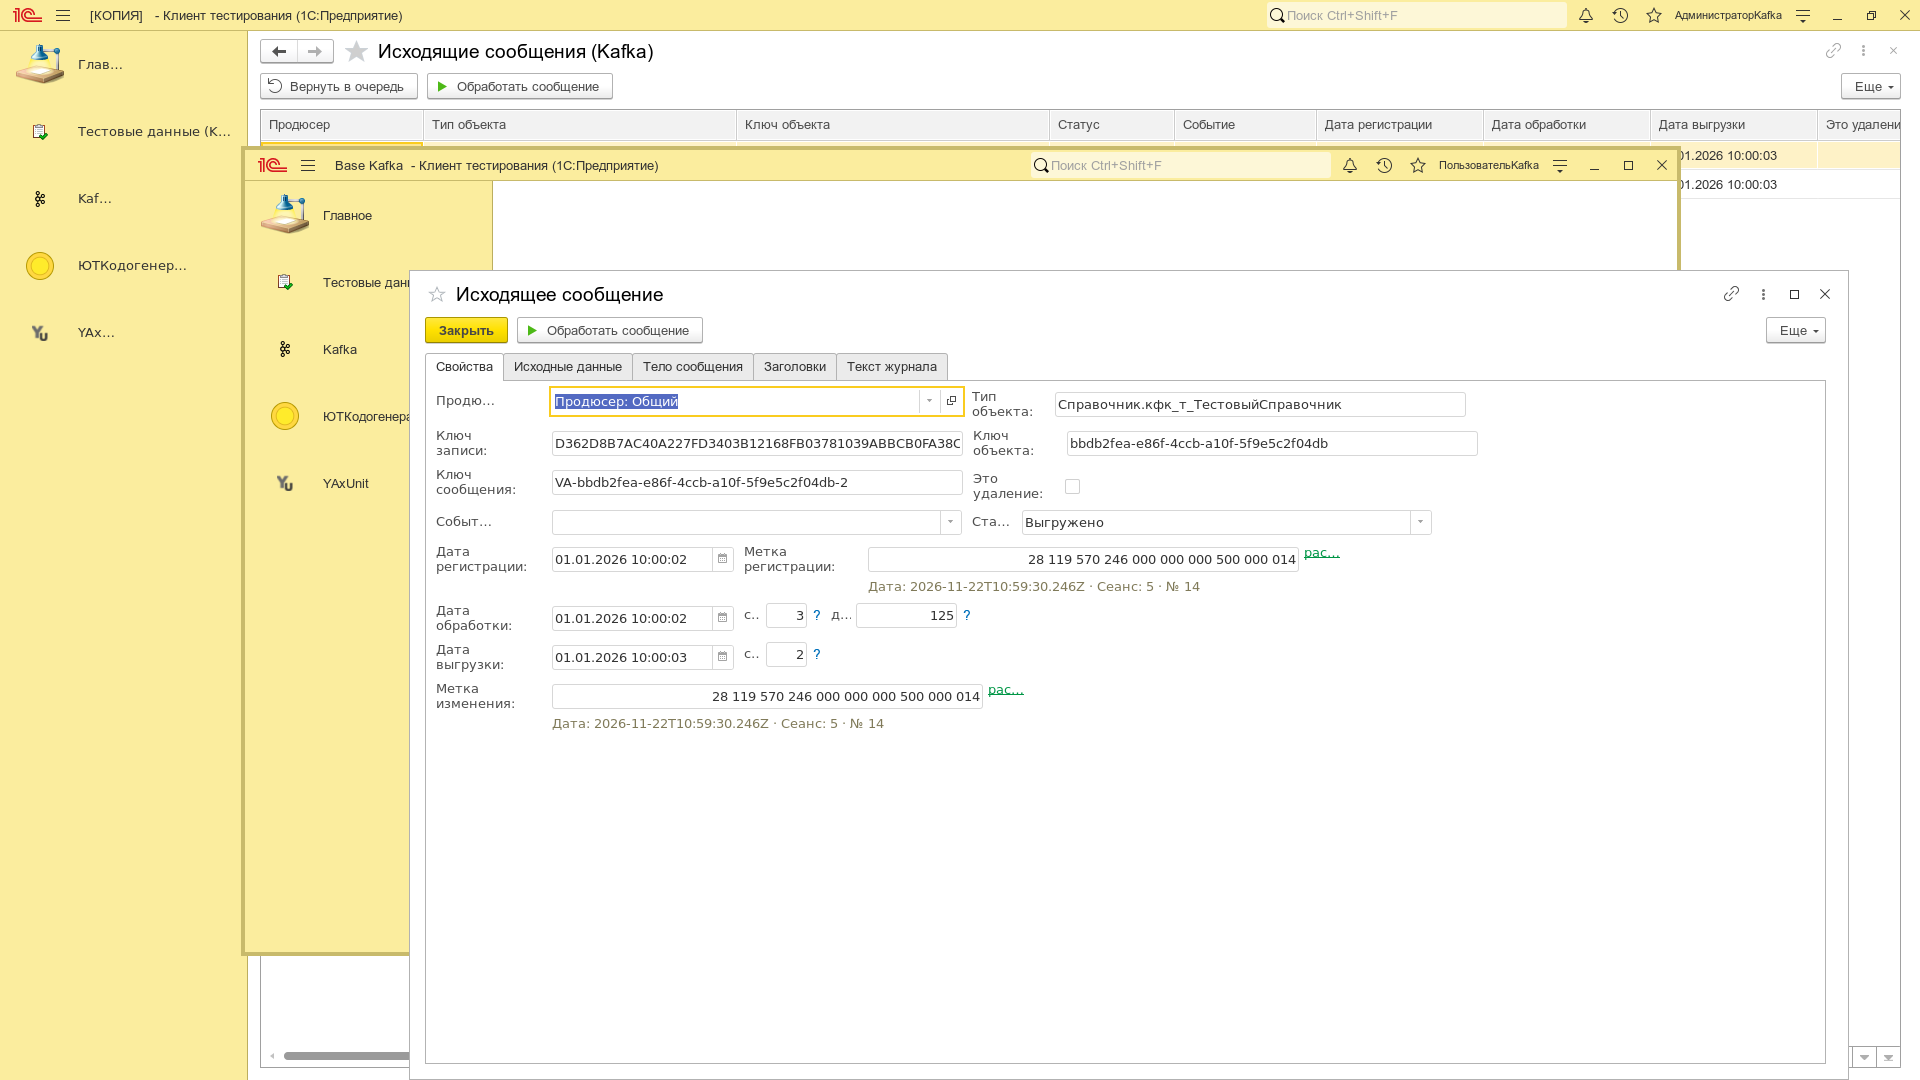 [КОПИЯ] - Клиент тестирования (1С:Предприятие)
Поиск Ctrl+Shift+F
АдминистраторKafka
Глав...
Тестовые данные (K...
Kaf...
ЮТКодогенер...
YAx...
Исходящие сообщения (Kafka)
Вернуть в очередь
Обработать сообщение
Еще
Продюсер
Тип объекта
Ключ объекта
Статус
Событие
Дата регистрации
Дата обработки
Дата выгрузки
Это удалени
01.2026 10:00:03
01.2026 10:00:03
Base Kafka - Клиент тестирования (1С:Предприятие)
Поиск Ctrl+Shift+F
ПользовательKafka
Главное
Тестовые дан
Kafka
ЮТКодогенера
YAxUnit
Исходящее сообщение
Закрыть
Обработать сообщение
Еще
Свойства
Исходные данные
Тело сообщения
Заголовки
Текст журнала
Продю...
Продюсер: Общий
Тип объекта:
Справочник.кфк_т_ТестовыйСправочник
Ключ записи:
D362D8B7AC40A227FD3403B12168FB03781039ABBCB0FA38C
Ключ объекта:
bbdb2fea-e86f-4ccb-a10f-5f9e5c2f04db
Ключ сообщения:
VA-bbdb2fea-e86f-4ccb-a10f-5f9e5c2f04db-2
Это удаление:
Событ...
Ста...
Выгружено
Дата регистрации:
01.01.2026 10:00:02
Метка регистрации:
28 119 570 246 000 000 000 500 000 014
рас...
Дата: 2026-11-22T10:59:30.246Z · Сеанс: 5 · № 14
Дата обработки:
01.01.2026 10:00:02
с..
3
?
д...
125
?
Дата выгрузки:
01.01.2026 10:00:03
с..
2
?
Метка изменения:
28 119 570 246 000 000 000 500 000 014
рас...
Дата: 2026-11-22T10:59:30.246Z · Сеанс: 5 · № 14